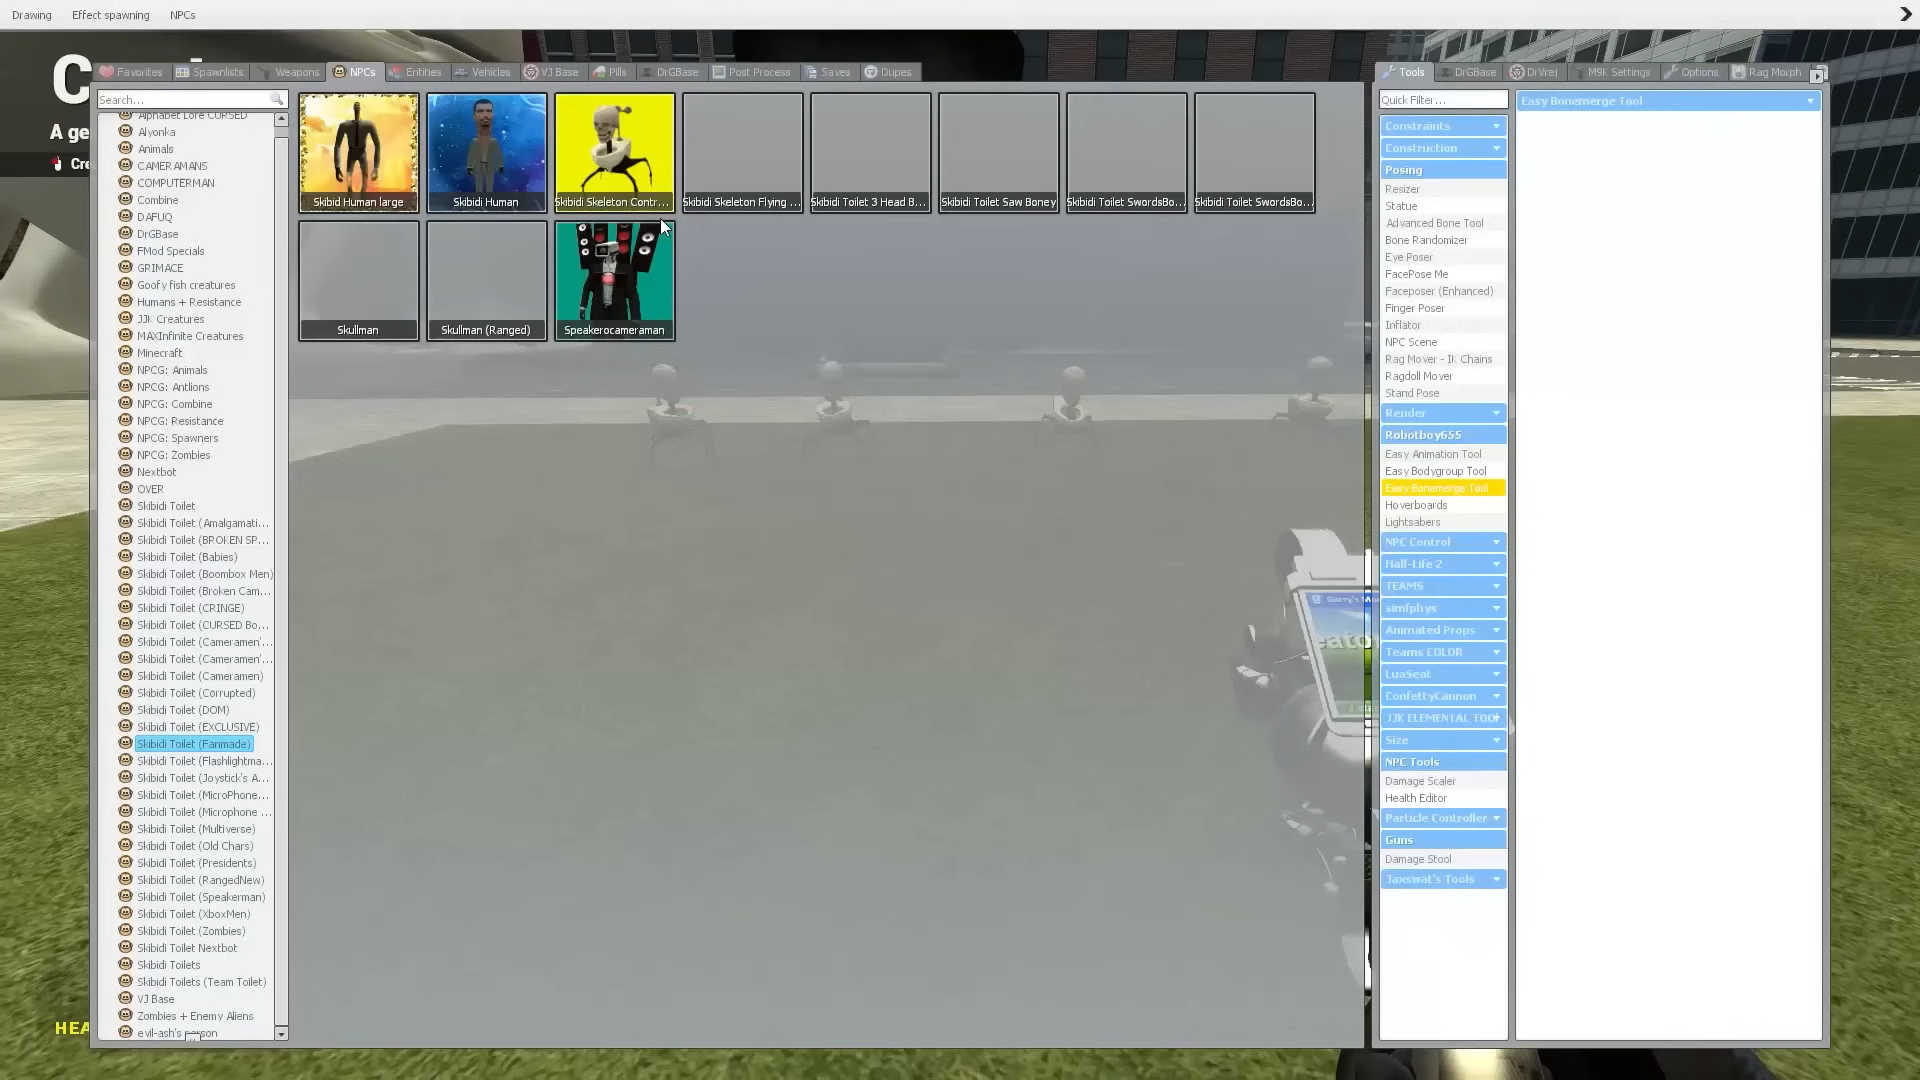 Drawing Effect spawning NPCs
C
A ge
Cre
Favorites Spawnlists Weapons NPCs Entities Vehicles VJ Base Pills DrGBase Post Process Saves Dupes
Tools DrGBase DrVrej M9k Settings Options Rag Morph
Search...
Alphabet Lore CURSED
Alyonka
Animals
CAMERAMANS
COMPUTERMAN
Combine
DAFUQ
DrGBase
FMod Specials
GRIMACE
Goofy fish creatures
Humans + Resistance
JJK Creatures
MAXInfinite Creatures
Minecraft
NPCG: Animals
NPCG: Antlions
NPCG: Combine
NPCG: Resistance
NPCG: Spawners
NPCG: Zombies
Nextbot
OVER
Skibidi Toilet
Skibidi Toilet (Amalgamati...
Skibidi Toilet (BROKEN SP...
Skibidi Toilet (Babies)
Skibidi Toilet (Boombox Men)
Skibidi Toilet (Broken Cam...
Skibidi Toilet (CRINGE)
Skibidi Toilet (CURSED Bo...
Skibidi Toilet (Cameramen'...
Skibidi Toilet (Cameramen'...
Skibidi Toilet (Cameramen)
Skibidi Toilet (Corrupted)
Skibidi Toilet (DOM)
Skibidi Toilet (EXCLUSIVE)
Skibidi Toilet (Fanmade)
Skibidi Toilet (Flashlightma...
Skibidi Toilet (Joystick's A...
Skibidi Toilet (MicroPhone...
Skibidi Toilet (Microphone ...
Skibidi Toilet (Multiverse)
Skibidi Toilet (Old Chars)
Skibidi Toilet (Presidents)
Skibidi Toilet (RangedNew)
Skibidi Toilet (Speakerman)
Skibidi Toilet (XboxMen)
Skibidi Toilet (Zombies)
Skibidi Toilet Nextbot
Skibidi Toilets
Skibidi Toilets (Team Toilet)
VJ Base
Zombies + Enemy Aliens
evil-ash's person
HEA
Skibid Human large
Skibidi Human
Skibidi Skeleton Contr...
Skibidi Skeleton Flying ...
Skibidi Toilet 3 Head B...
Skibidi Toilet Saw Boney
Skibidi Toilet SwordsBo...
Skibidi Toilet SwordsBo...
Skullman
Skullman (Ranged)
Speakerocameraman
Garry's Mo
eato
Quick Filter...
Constraints
Construction
Posing
Resizer
Statue
Advanced Bone Tool
Bone Randomizer
Eye Poser
FacePose Me
Faceposer (Enhanced)
Finger Poser
Inflator
NPC Scene
Rag Mover - IK Chains
Ragdoll Mover
Stand Pose
Render
Robotboy655
Easy Animation Tool
Easy Bodygroup Tool
Easy Bonemerge Tool
Hoverboards
Lightsabers
NPC Control
Half-Life 2
TEAMS
simfphys
Animated Props
Teams COLOR
LuaSeat
ConfettyCannon
JJK ELEMENTAL TOOL
Size
NPC Tools
Damage Scaler
Health Editor
Particle Controller
Guns
Damage Stool
Jaxswat's Tools
Easy Bonemerge Tool